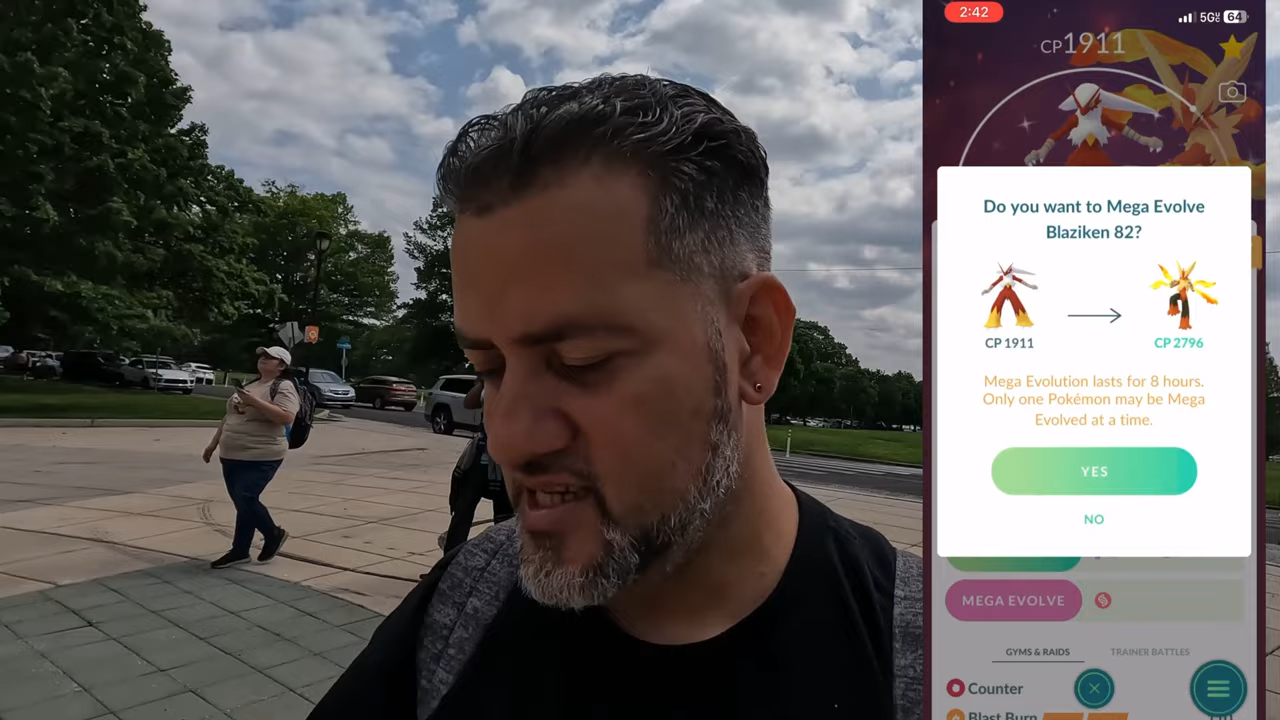 2:42
5G
64
CP1911
Do you want to Mega Evolve
Blaziken 82?
CP 1911
CP 2796
Mega Evolution lasts for 8 hours.
Only one Pokémon may be Mega
Evolved at a time.
YES
NO
MEGA EVOLVE
GYMS & RAIDS
TRAINER BATTLES
Counter
Blast Burn